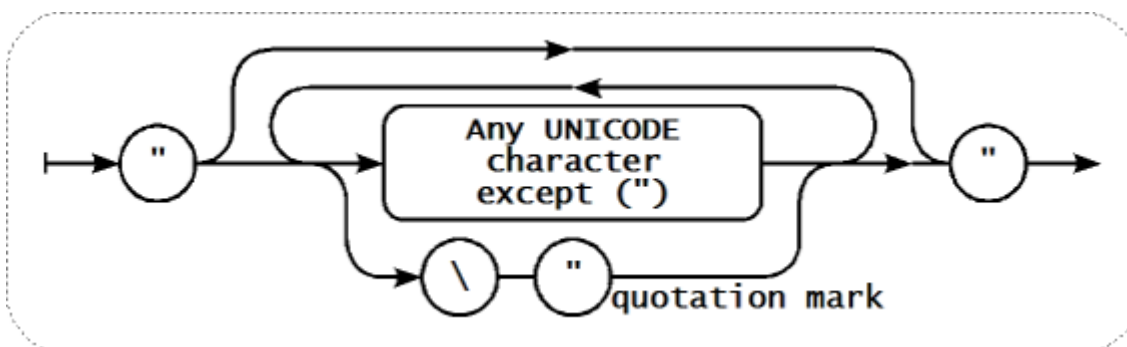 "
Any UNICODE
character
except (")
"
\
"
quotation mark